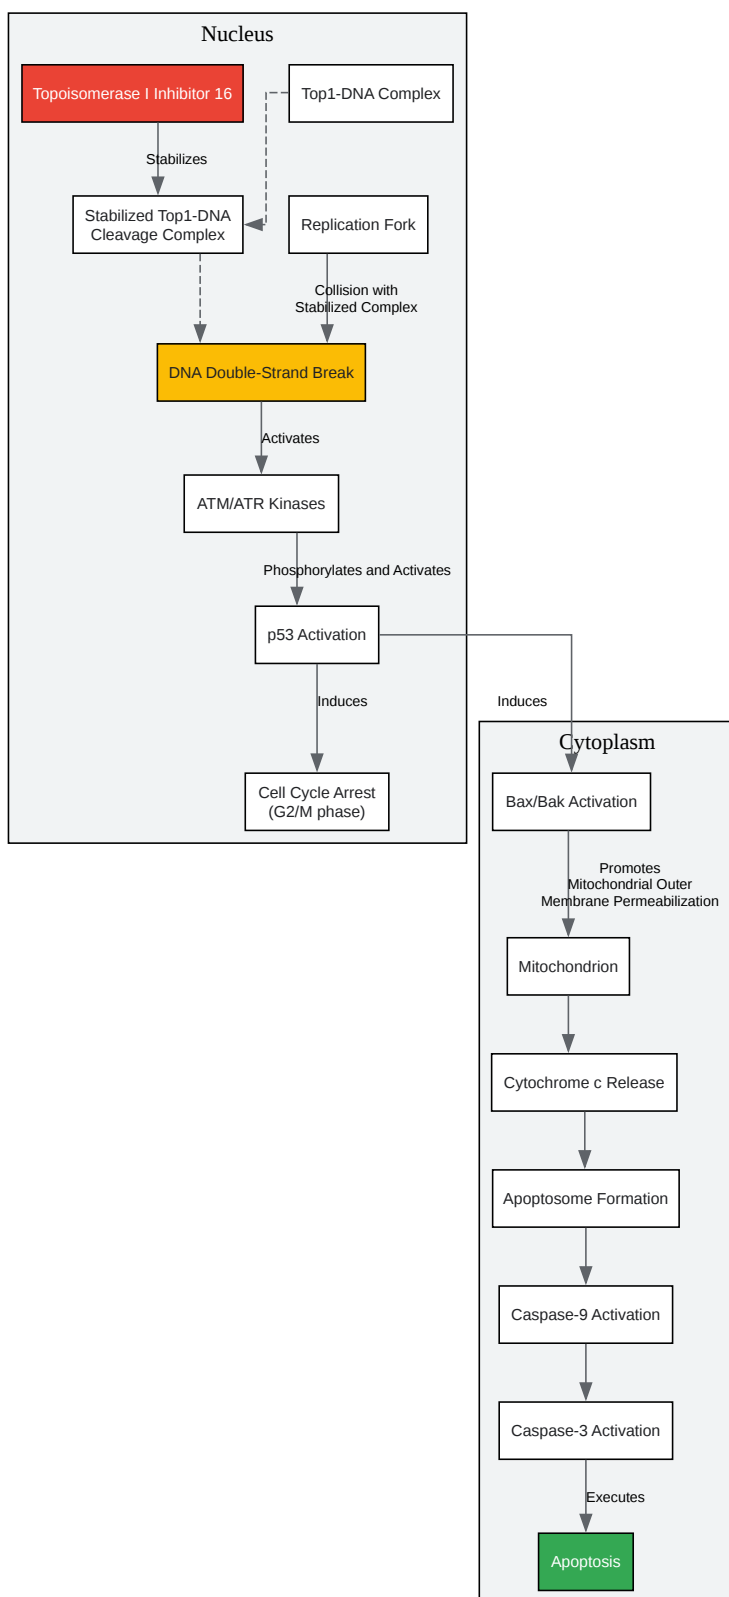 Nucleus
Topoisomerase I Inhibitor 16
Top1-DNA Complex
Stabilizes
Stabilized Top1-DNA
Cleavage Complex
Replication Fork
Collision with
Stabilized Complex
DNA Double-Strand Break
Activates
ATM/ATR Kinases
Phosphorylates and Activates
p53 Activation
Induces
Induces
Cytoplasm
Cell Cycle Arrest
(G2/M phase)
Bax/Bak Activation
Promotes
Mitochondrial Outer
Membrane Permeabilization
Mitochondrion
Cytochrome c Release
Apoptosome Formation
Caspase-9 Activation
Caspase-3 Activation
Executes
Apoptosis